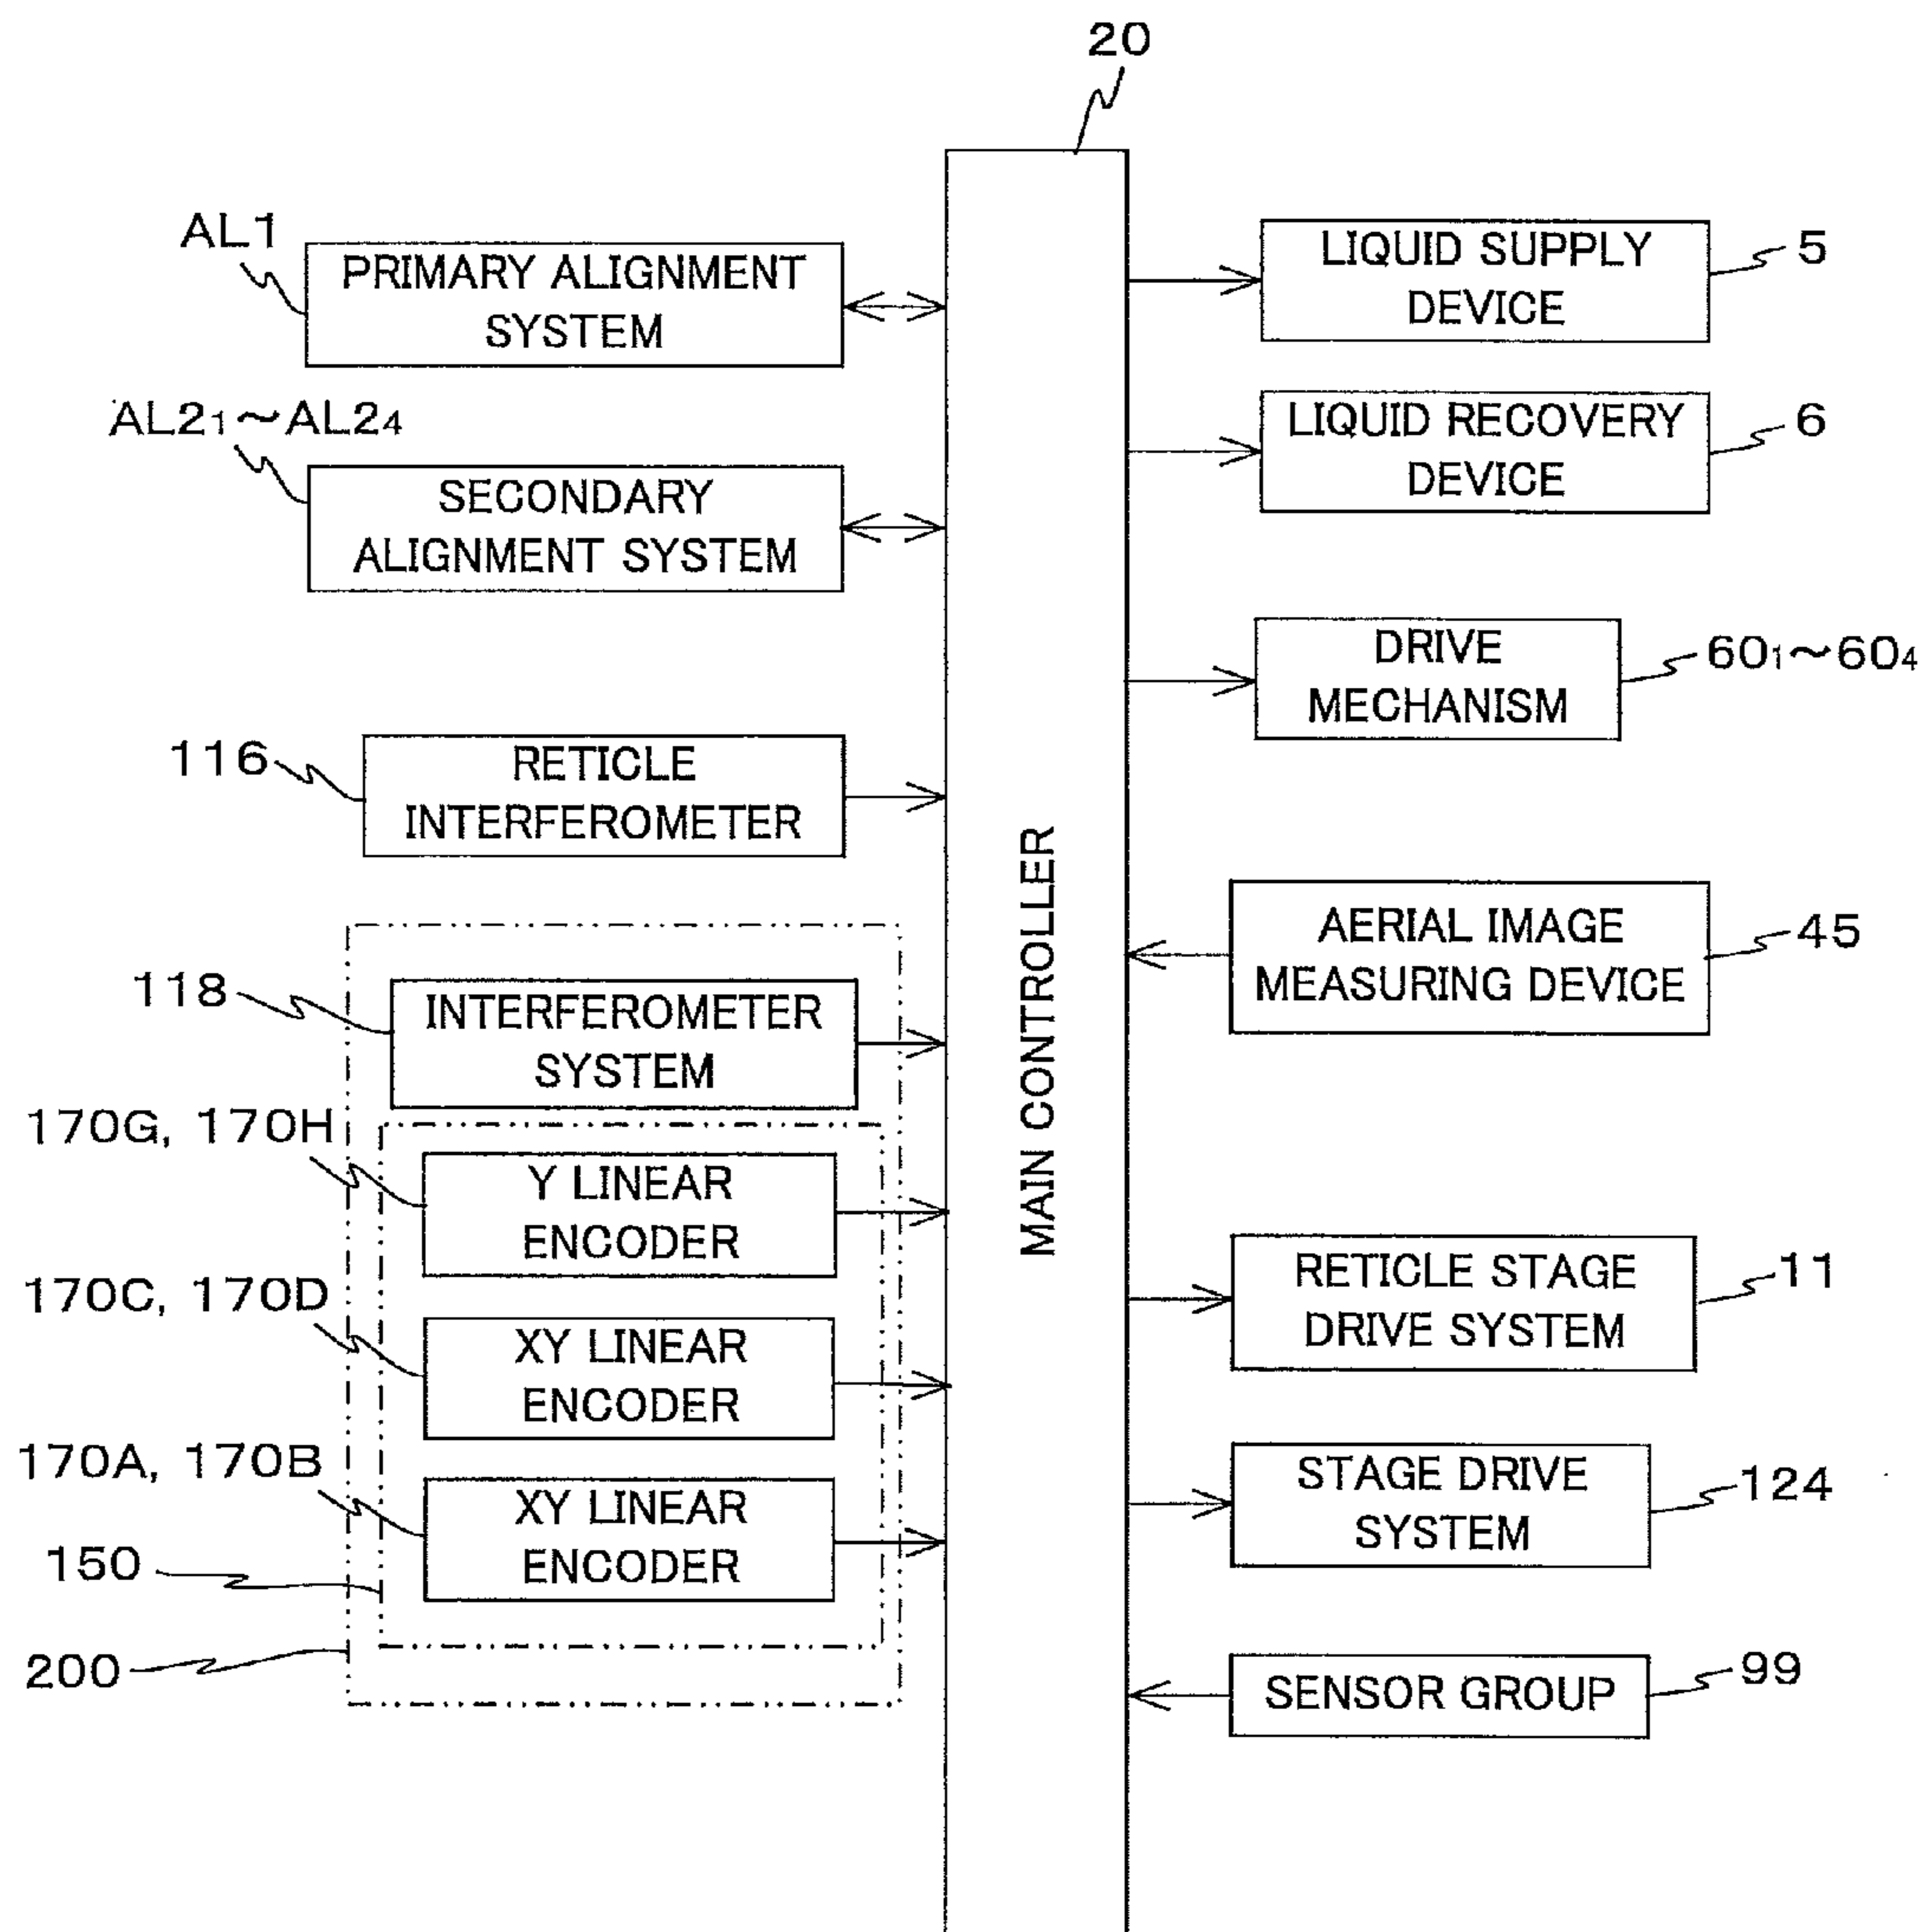 20
AL1
PRIMARY ALIGNMENT
SYSTEM
AL2₁~AL2₄
SECONDARY
ALIGNMENT SYSTEM
116
RETICLE
INTERFEROMETER
118
INTERFEROMETER
SYSTEM
170G, 170H
Y LINEAR
ENCODER
170C, 170D
XY LINEAR
ENCODER
170A, 170B
XY LINEAR
ENCODER
150
200
MAIN CONTROLLER
LIQUID SUPPLY
DEVICE
5
LIQUID RECOVERY
DEVICE
6
DRIVE
MECHANISM
60₁~60₄
AERIAL IMAGE
MEASURING DEVICE
45
RETICLE STAGE
DRIVE SYSTEM
11
STAGE DRIVE
SYSTEM
124
SENSOR GROUP
99